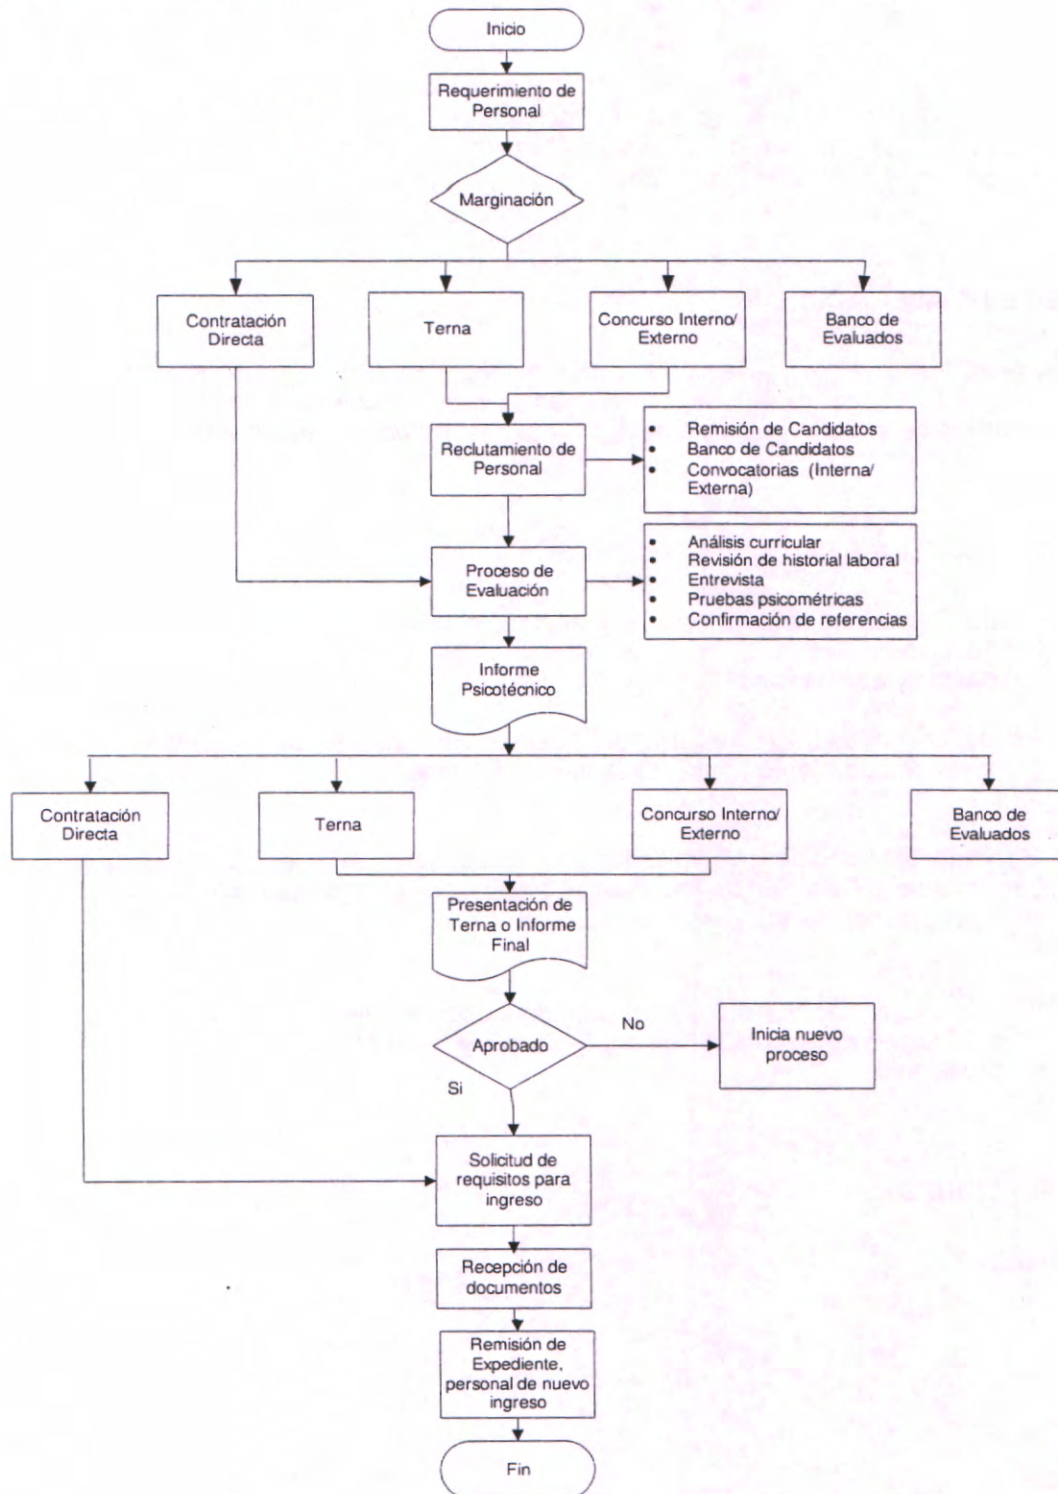 Inicio
Requerimiento de
Personal
Marginación
Contratación
Directa
Terna
Concurso Interno/
Externo
Banco de
Evaluados
Reclutamiento de
Personal
• Remisión de Candidatos
• Banco de Candidatos
• Convocatorias (Interna/
Externa)
Proceso de
Evaluación
• Análisis curricular
• Revisión de historial laboral
• Entrevista
• Pruebas psicométricas
• Confirmación de referencias
Informe
Psicotécnico
Contratación
Directa
Terna
Concurso Interno/
Externo
Banco de
Evaluados
Presentación de
Terna o Informe
Final
Aprobado
No
Inicia nuevo
proceso
Si
Solicitud de
requisitos para
ingreso
Recepción de
documentos
Remisión de
Expediente,
personal de nuevo
ingreso
Fin